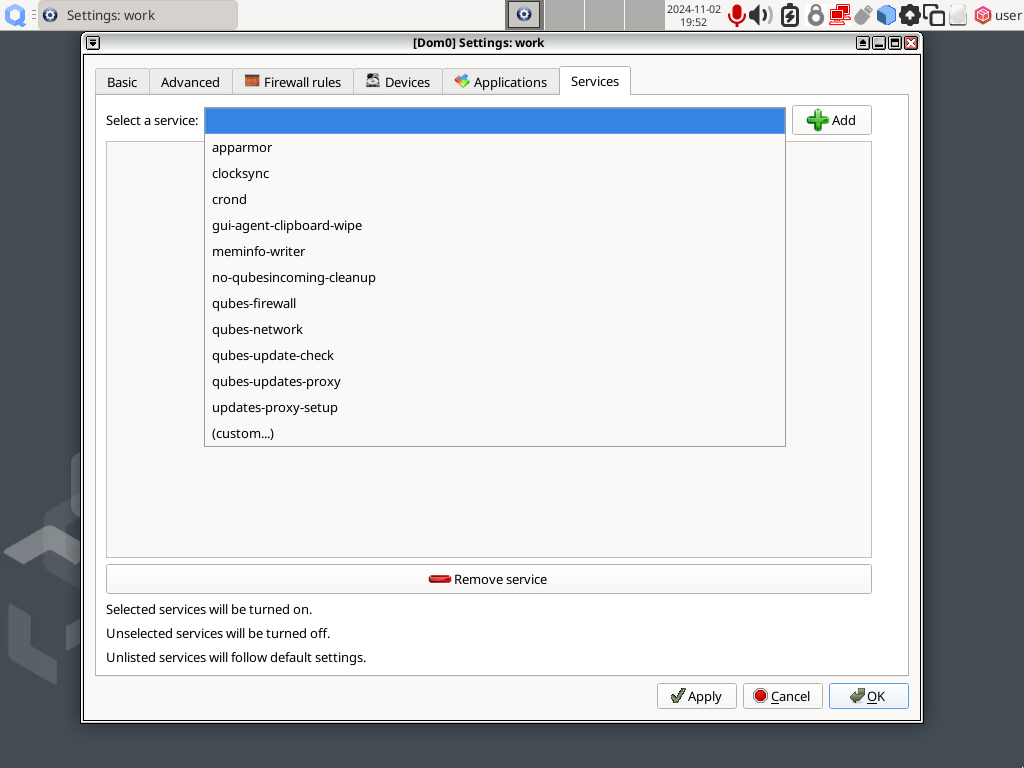 Settings: work
2024-11-02
19:52
user
[Dom0] Settings: work
Basic
Advanced
Firewall rules
Devices
Applications
Services
Select a service:
Add
apparmor
clocksync
crond
gui-agent-clipboard-wipe
meminfo-writer
no-qubesincoming-cleanup
qubes-firewall
qubes-network
qubes-update-check
qubes-updates-proxy
updates-proxy-setup
(custom...)
Remove service
Selected services will be turned on.
Unselected services will be turned off.
Unlisted services will follow default settings.
Apply
Cancel
OK